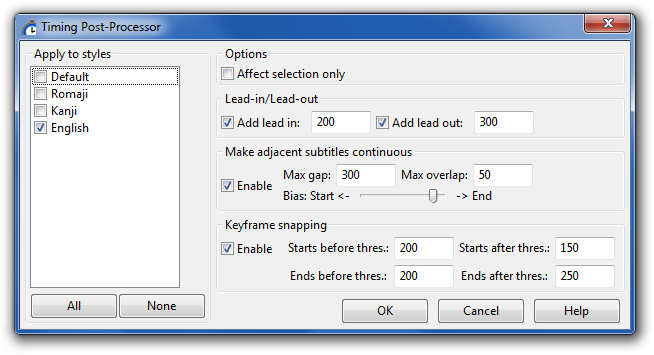 Timing Post-Processor
Apply to styles
Default
Romaji
Kanji
English
All None
Options
Affect selection only
Lead-in/Lead-out
Add lead in: 200 Add lead out: 300
Make adjacent subtitles continuous
Enable Max gap: 300 Max overlap: 50
Bias: Start <- -> End
Keyframe snapping
Enable Starts before thres.: 200 Starts after thres.: 150
Ends before thres.: 200 Ends after thres.: 250
OK Cancel Help